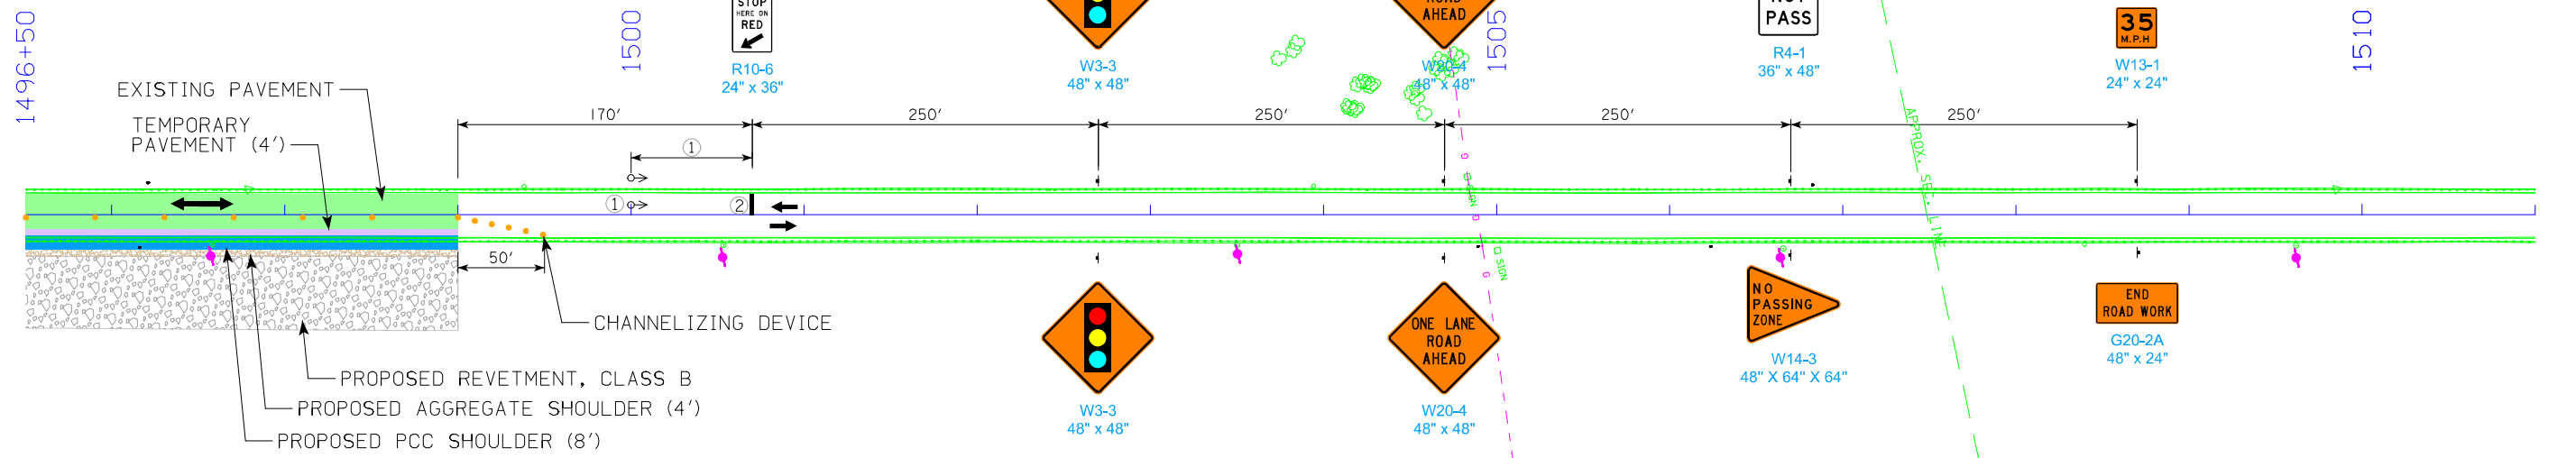 1496+50
1500
1505
1510
STOP
HERE ON
RED
R10-6
24" x 36"
W3-3
48" x 48"
ROAD
AHEAD
W20-4
48" x 48"
NOT
PASS
R4-1
36" x 48"
35
M.P.H
W13-1
24" x 24"
EXISTING PAVEMENT
TEMPORARY
PAVEMENT (4')
170'
250'
250'
250'
250'
1
1
2
50'
G
G
G
SIGN
SIGN
APPROX. SEC. LINE
CHANNELIZING DEVICE
PROPOSED REVETMENT, CLASS B
PROPOSED AGGREGATE SHOULDER (4')
PROPOSED PCC SHOULDER (8')
W3-3
48" x 48"
ONE LANE
ROAD
AHEAD
W20-4
48" x 48"
NO
PASSING
ZONE
W14-3
48" X 64" X 64"
END
ROAD WORK
G20-2A
48" x 24"